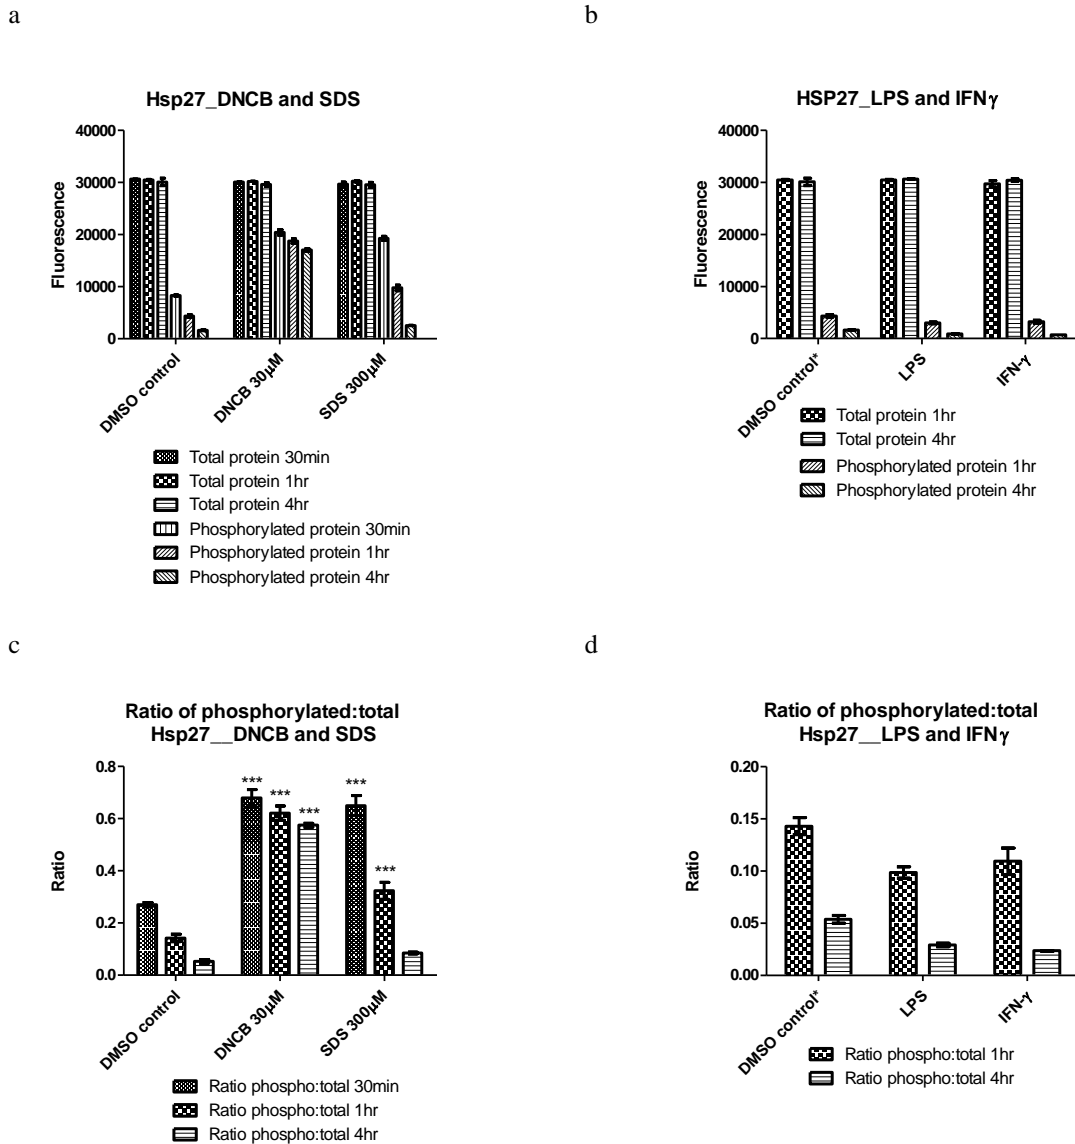 a
Hsp27_DNCB and SDS
40000
30000
20000
10000
0
Fluorescence
DMSO control
DNCB 30µM
SDS 300µM
Total protein 30min
Total protein 1hr
Total protein 4hr
Phosphorylated protein 30min
Phosphorylated protein 1hr
Phosphorylated protein 4hr
b
HSP27_LPS and IFNγ
40000
30000
20000
10000
0
Fluorescence
DMSO control*
LPS
IFN-γ
Total protein 1hr
Total protein 4hr
Phosphorylated protein 1hr
Phosphorylated protein 4hr
c
Ratio of phosphorylated:total
Hsp27__DNCB and SDS
0.8
0.6
0.4
0.2
0.0
Ratio
***
***
***
***
***
DMSO control
DNCB 30µM
SDS 300µM
Ratio phospho:total 30min
Ratio phospho:total 1hr
Ratio phospho:total 4hr
d
Ratio of phosphorylated:total
Hsp27__LPS and IFNγ
0.20
0.15
0.10
0.05
0.00
Ratio
DMSO control*
LPS
IFN-γ
Ratio phospho:total 1hr
Ratio phospho:total 4hr